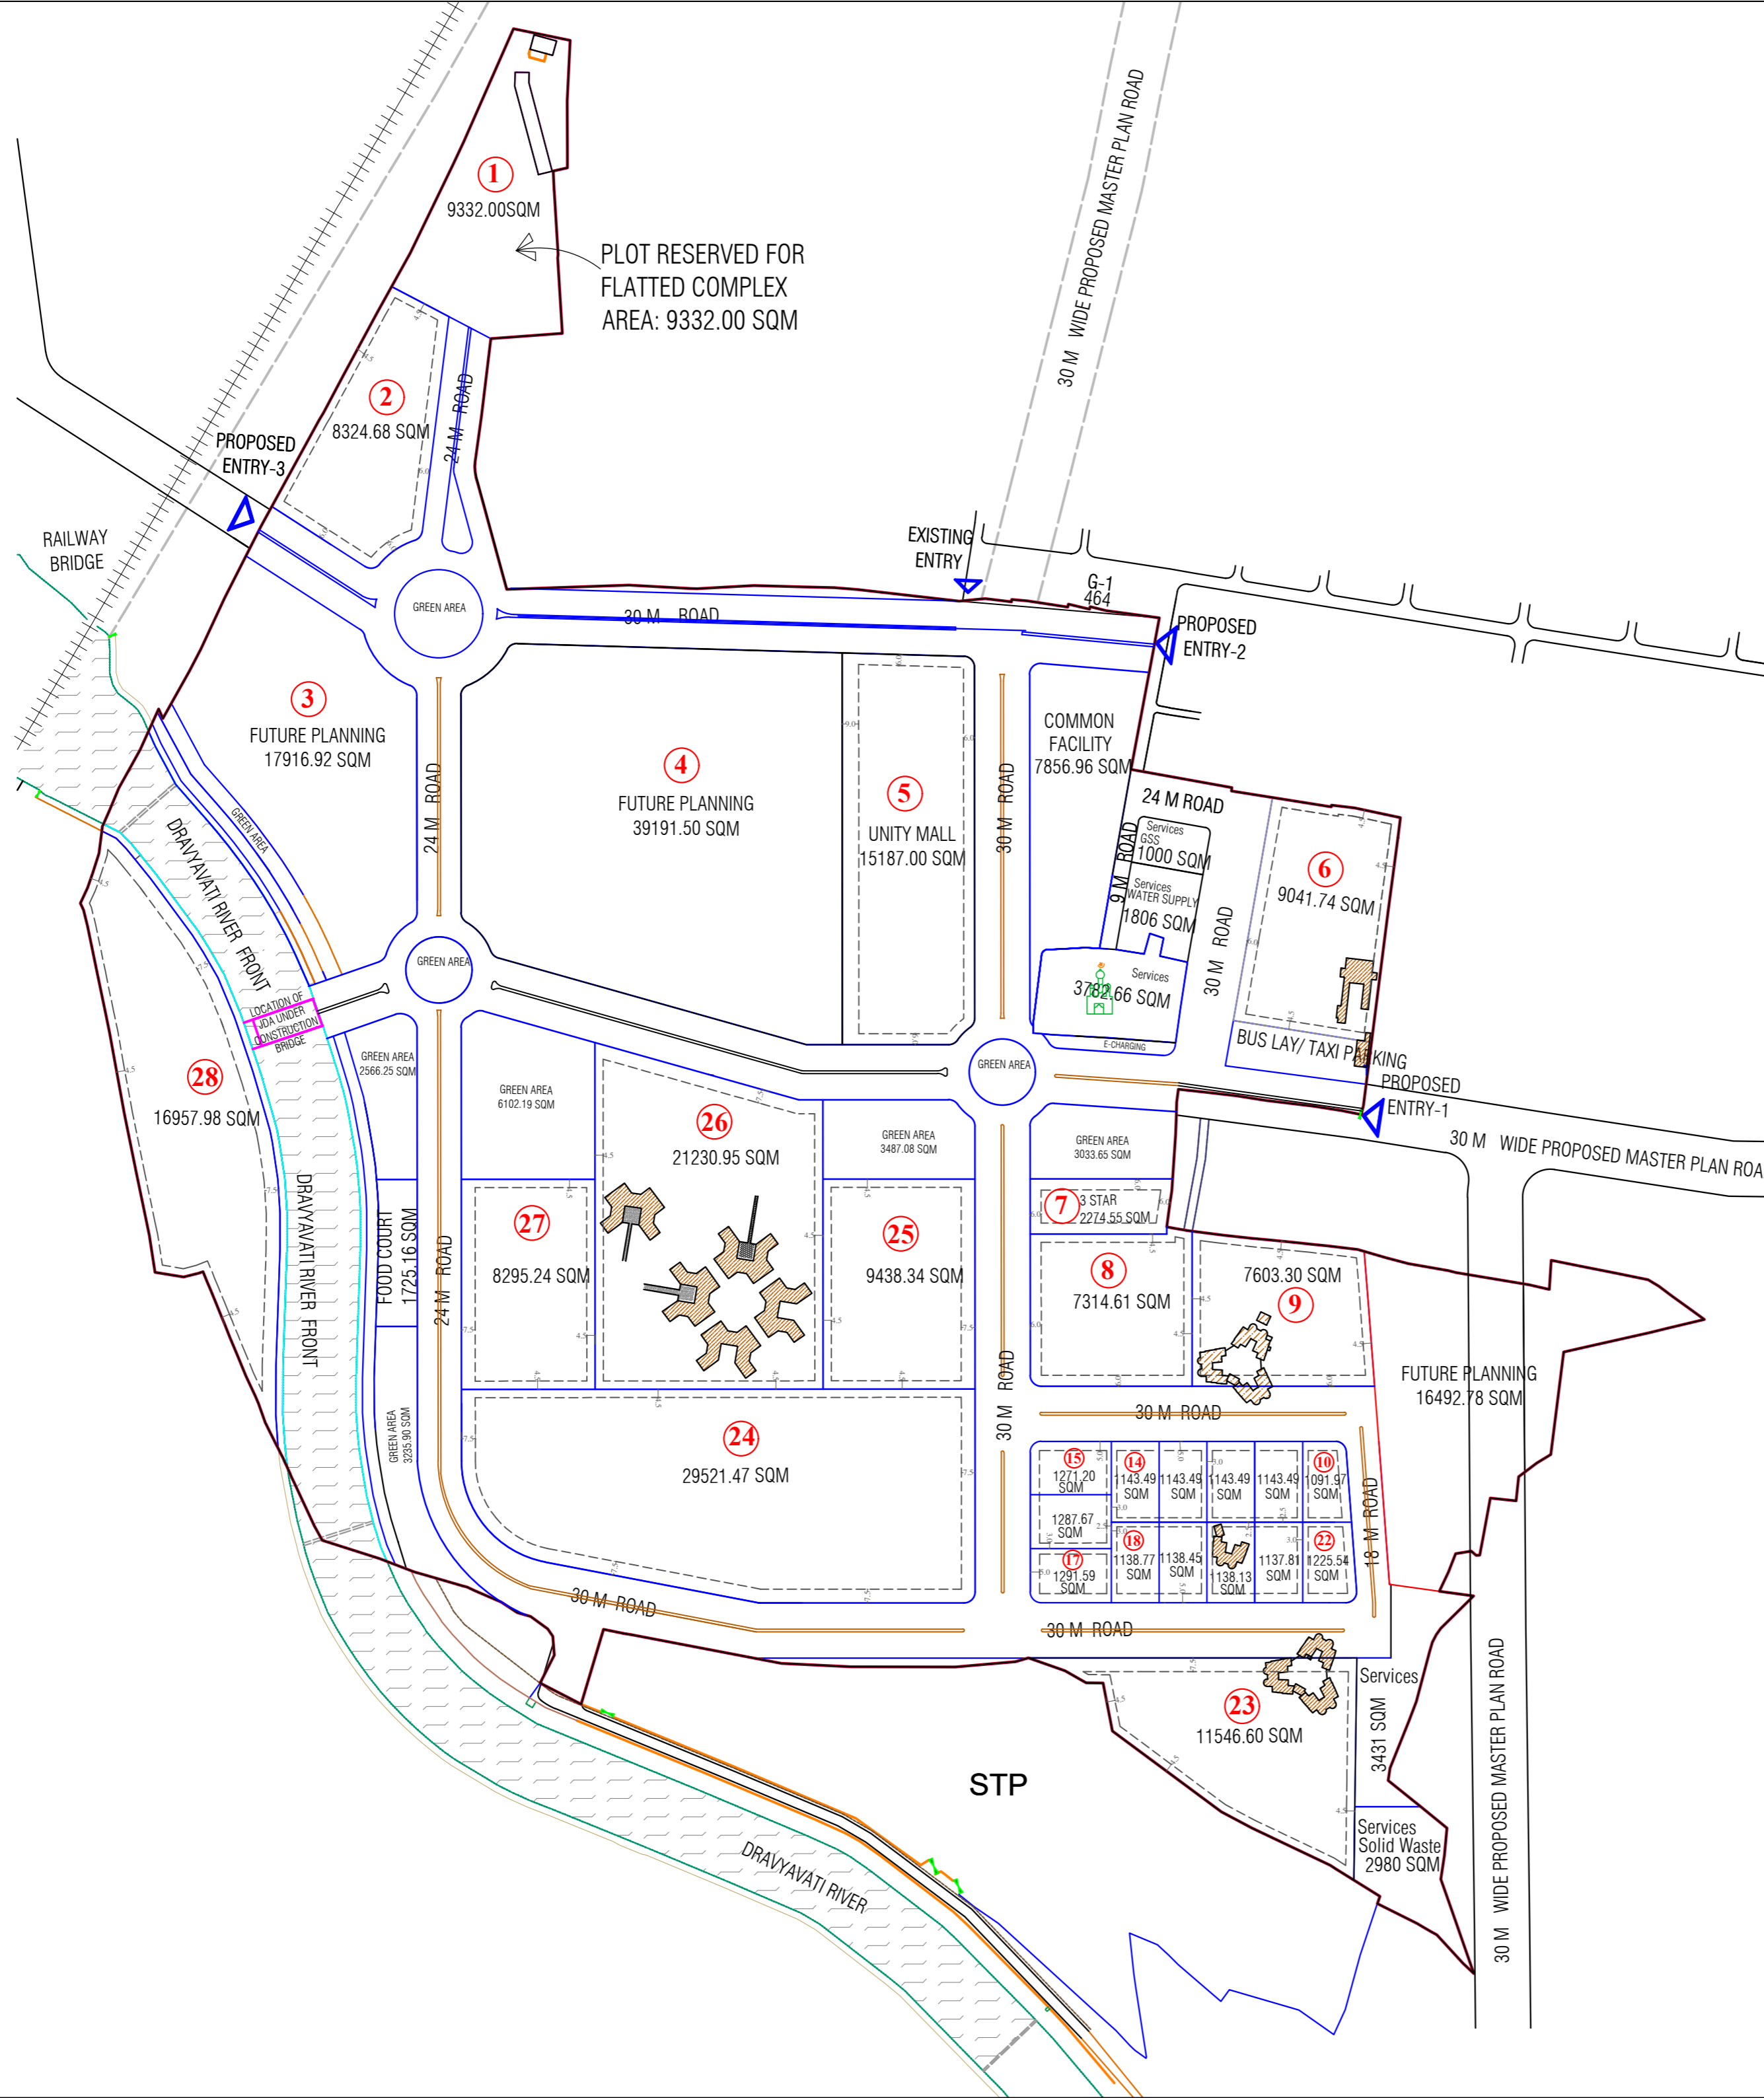 1
9332.00SQM
PLOT RESERVED FOR
FLATTED COMPLEX
AREA: 9332.00 SQM
30 M WIDE PROPOSED MASTER PLAN ROAD
2
8324.68 SQM
24 M ROAD
PROPOSED
ENTRY-3
RAILWAY
BRIDGE
EXISTING
ENTRY
G-1
464
GREEN AREA
30 M ROAD
PROPOSED
ENTRY-2
3
FUTURE PLANNING
17916.92 SQM
24 M ROAD
4
FUTURE PLANNING
39191.50 SQM
5
UNITY MALL
15187.00 SQM
30 M ROAD
COMMON
FACILITY
7856.96 SQM
24 M ROAD
9 M ROAD
Services
GSS
1000 SQM
Services
WATER SUPPLY
1806 SQM
Services
3782.66 SQM
E-CHARGING
30 M ROAD
6
9041.74 SQM
BUS LAY/ TAXI PARKING
PROPOSED
ENTRY-1
30 M WIDE PROPOSED MASTER PLAN ROA
GREEN AREA
DRAVYAVATI RIVER FRONT
GREEN AREA
LOCATION OF
JDA UNDER
CONSTRUCTION
BRIDGE
GREEN AREA
28
16957.98 SQM
GREEN AREA
2566.25 SQM
GREEN AREA
6102.19 SQM
26
21230.95 SQM
GREEN AREA
3487.08 SQM
GREEN AREA
3033.65 SQM
7
3 STAR
2274.55 SQM
DRAVYAVATI RIVER FRONT
FOOD COURT
1725.16 SQM
24 M ROAD
27
8295.24 SQM
25
9438.34 SQM
8
7314.61 SQM
7603.30 SQM
9
30 M ROAD
FUTURE PLANNING
16492.78 SQM
30 M ROAD
GREEN AREA
3235.90 SQM
24
29521.47 SQM
15
1271.20
SQM
14
1143.49
SQM
1143.49
SQM
1143.49
SQM
1143.49
SQM
10
1091.97
SQM
1287.67
SQM
17
1291.59
SQM
18
1138.77
SQM
1138.45
SQM
1138.13
SQM
1137.81
SQM
22
1225.54
SQM
18 M ROAD
30 M ROAD
30 M ROAD
23
11546.60 SQM
Services
3431 SQM
Services
Solid Waste
2980 SQM
STP
30 M WIDE PROPOSED MASTER PLAN ROAD
DRAVYAVATI RIVER